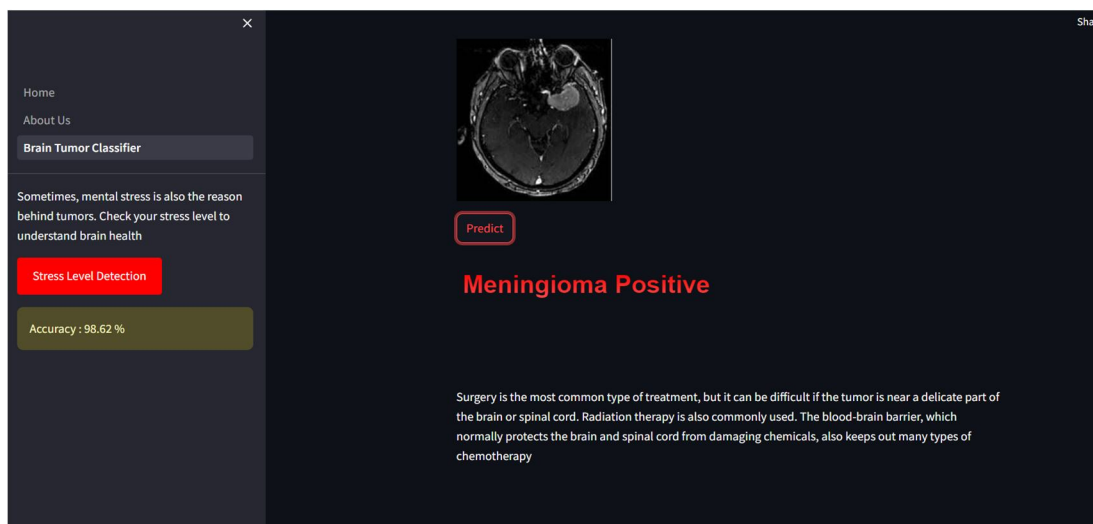 Sha
Home
About Us
Brain Tumor Classifier
Sometimes, mental stress is also the reason
behind tumors. Check your stress level to
understand brain health
Stress Level Detection
Accuracy : 98.62 %
Predict
Meningioma Positive
Surgery is the most common type of treatment, but it can be difficult if the tumor is near a delicate part of
the brain or spinal cord. Radiation therapy is also commonly used. The blood-brain barrier, which
normally protects the brain and spinal cord from damaging chemicals, also keeps out many types of
chemotherapy